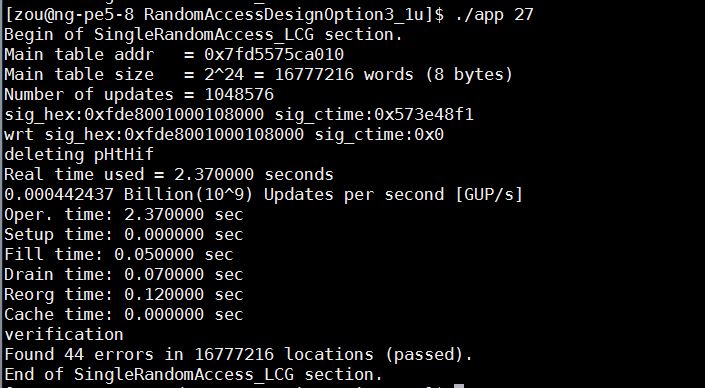 [zou@ng-pe5-8 RandomAccessDesignOption3_1u]$ ./app 27
Begin of SingleRandomAccess_LCG section.
Main table addr   = 0x7fd5575ca010
Main table size   = 2^24 = 16777216 words (8 bytes)
Number of updates = 1048576
sig_hex:0xfde8001000108000 sig_ctime:0x573e48f1
wrt sig_hex:0xfde8001000108000 sig_ctime:0x0
deleting pHtHif
Real time used = 2.370000 seconds
0.000442437 Billion(10^9) Updates per second [GUP/s]
Oper. time: 2.370000 sec
Setup time: 0.000000 sec
Fill time: 0.050000 sec
Drain time: 0.070000 sec
Reorg time: 0.120000 sec
Cache time: 0.000000 sec
verification
Found 44 errors in 16777216 locations (passed).
End of SingleRandomAccess_LCG section.